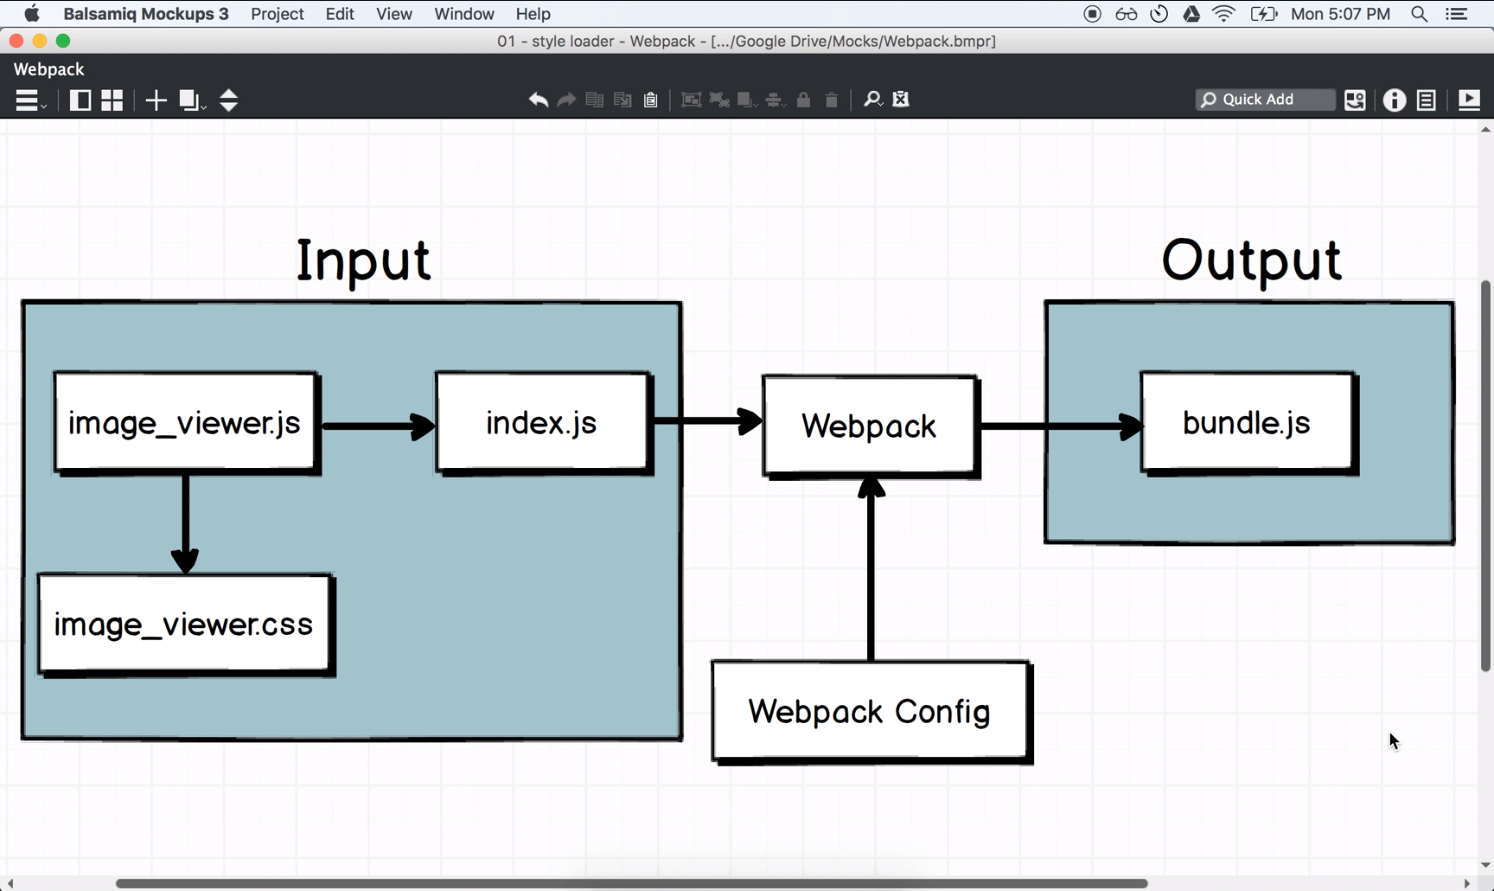 Balsamiq Mockups 3 Project Edit View Window Help Mon 5:07 PM
01 - style loader - Webpack - [.../Google Drive/Mocks/Webpack.bmpr]
Webpack
Quick Add
Input
Output
image_viewer.js
index.js
Webpack
bundle.js
image_viewer.css
Webpack Config